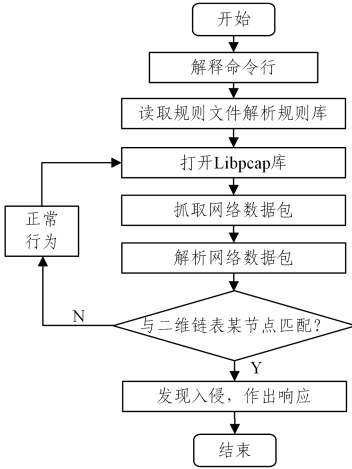 开始
解释命令行
读取规则文件解析规则库
打开Libpcap库
抓取网络数据包
正常
行为
解析网络数据包
N
与二维链表某节点匹配?
Y
发现入侵，作出响应
结束